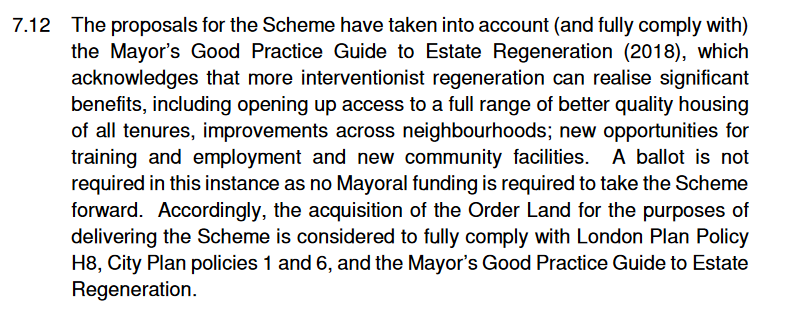 7.12 The proposals for the Scheme have taken into account (and fully comply with)
the Mayor's Good Practice Guide to Estate Regeneration (2018), which
acknowledges that more interventionist regeneration can realise significant
benefits, including opening up access to a full range of better quality housing
of all tenures, improvements across neighbourhoods; new opportunities for
training and employment and new community facilities. A ballot is not
required in this instance as no Mayoral funding is required to take the Scheme
forward. Accordingly, the acquisition of the Order Land for the purposes of
delivering the Scheme is considered to fully comply with London Plan Policy
H8, City Plan policies 1 and 6, and the Mayor's Good Practice Guide to Estate
Regeneration.